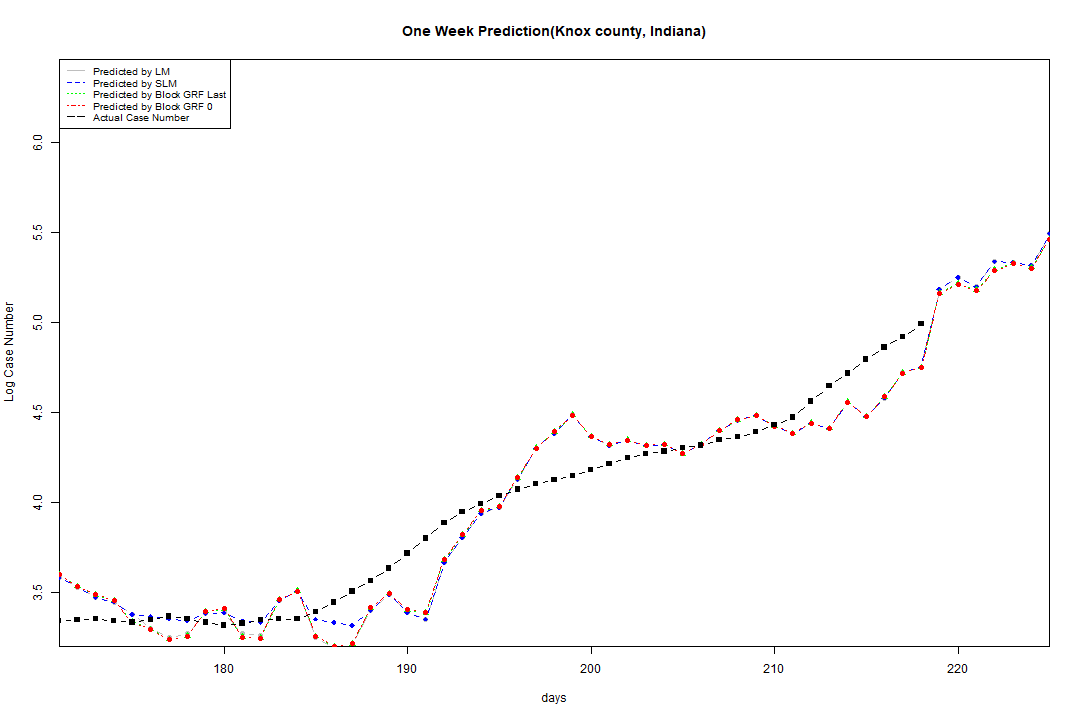 One Week Prediction(Knox county, Indiana)
Predicted by LM
Predicted by SLM
Predicted by Block GRF Last
Predicted by Block GRF 0
Actual Case Number
6.0
5.5
5.0
4.5
4.0
3.5
Log Case Number
180 190 200 210 220
days